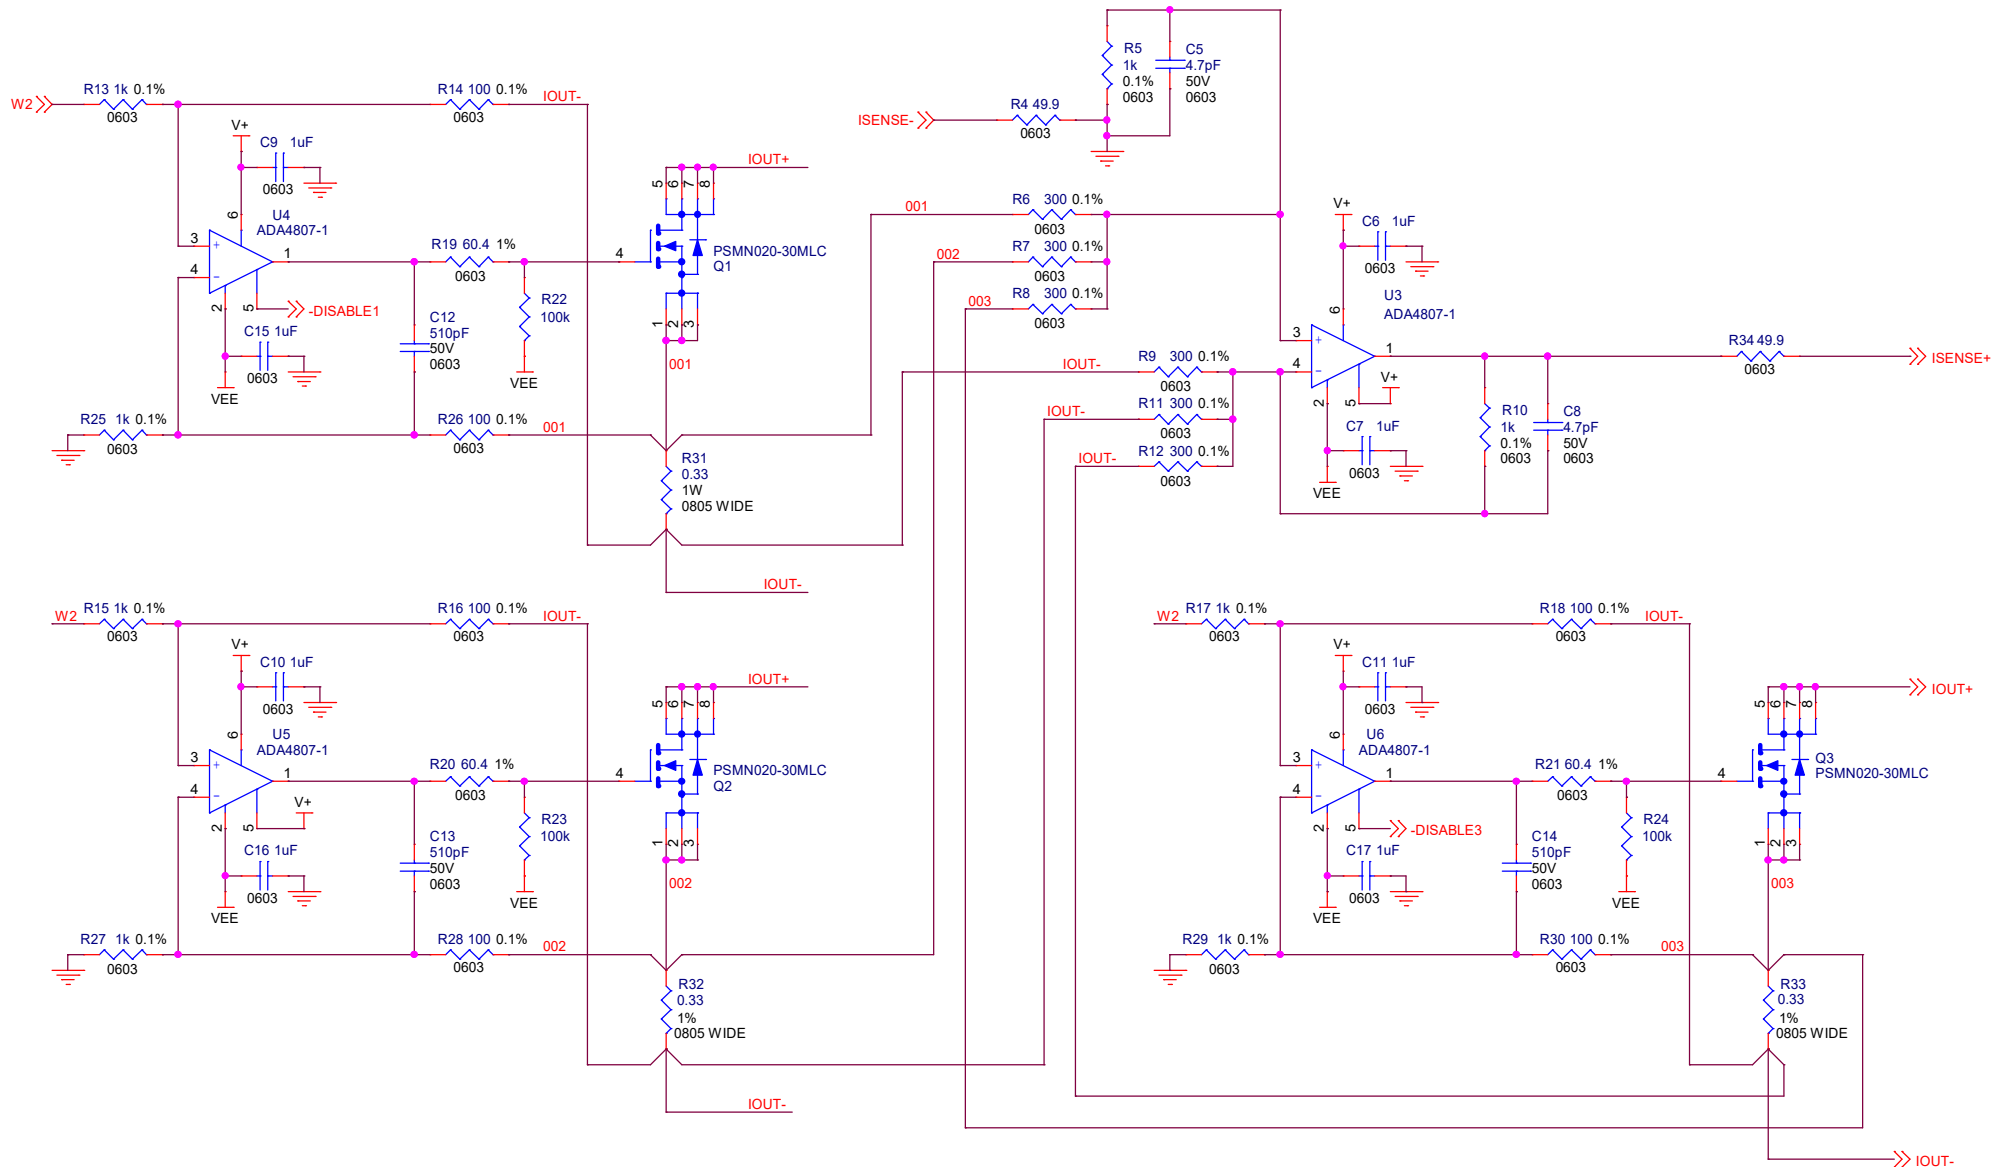 W2
R13 1k 0.1%
0603
R14 100 0.1%
0603
IOUT-
V+
C9 1uF
0603
6
U4
ADA4807-1
3
4
1
2
5
-DISABLE1
C15 1uF
0603
VEE
R19 60.4 1%
0603
R22
100k
VEE
C12
510pF
50V
0603
R25 1k 0.1%
0603
R26 100 0.1%
0603
001
IOUT+
5
6
7
8
4
PSMN020-30MLC
Q1
1
2
3
001
R31
0.33
1W
0805 WIDE
IOUT-
ISENSE-
R4 49.9
0603
R5
1k
0.1%
0603
C5
4.7pF
50V
0603
001
R6 300 0.1%
0603
002
R7 300 0.1%
0603
003
R8 300 0.1%
0603
IOUT-
R9 300 0.1%
0603
IOUT-
R11 300 0.1%
0603
IOUT-
R12 300 0.1%
0603
V+
C6 1uF
0603
U3
ADA4807-1
6
3
4
1
2
5
V+
C7 1uF
0603
VEE
R10
1k
0.1%
0603
C8
4.7pF
50V
0603
R34 49.9
0603
ISENSE+
W2
R15 1k 0.1%
0603
R16 100 0.1%
0603
IOUT-
V+
C10 1uF
0603
6
U5
ADA4807-1
3
4
1
2
5
V+
C16 1uF
0603
VEE
R20 60.4 1%
0603
R23
100k
VEE
C13
510pF
50V
0603
R27 1k 0.1%
0603
R28 100 0.1%
0603
002
IOUT+
5
6
7
8
4
PSMN020-30MLC
Q2
1
2
3
002
R32
0.33
1%
0805 WIDE
IOUT-
W2
R17 1k 0.1%
0603
R18 100 0.1%
0603
IOUT-
V+
C11 1uF
0603
6
U6
ADA4807-1
3
4
1
2
5
-DISABLE3
C17 1uF
0603
VEE
R21 60.4 1%
0603
R24
100k
VEE
C14
510pF
50V
0603
R29 1k 0.1%
0603
R30 100 0.1%
0603
003
IOUT+
5
6
7
8
4
Q3
PSMN020-30MLC
1
2
3
003
R33
0.33
1%
0805 WIDE
IOUT-